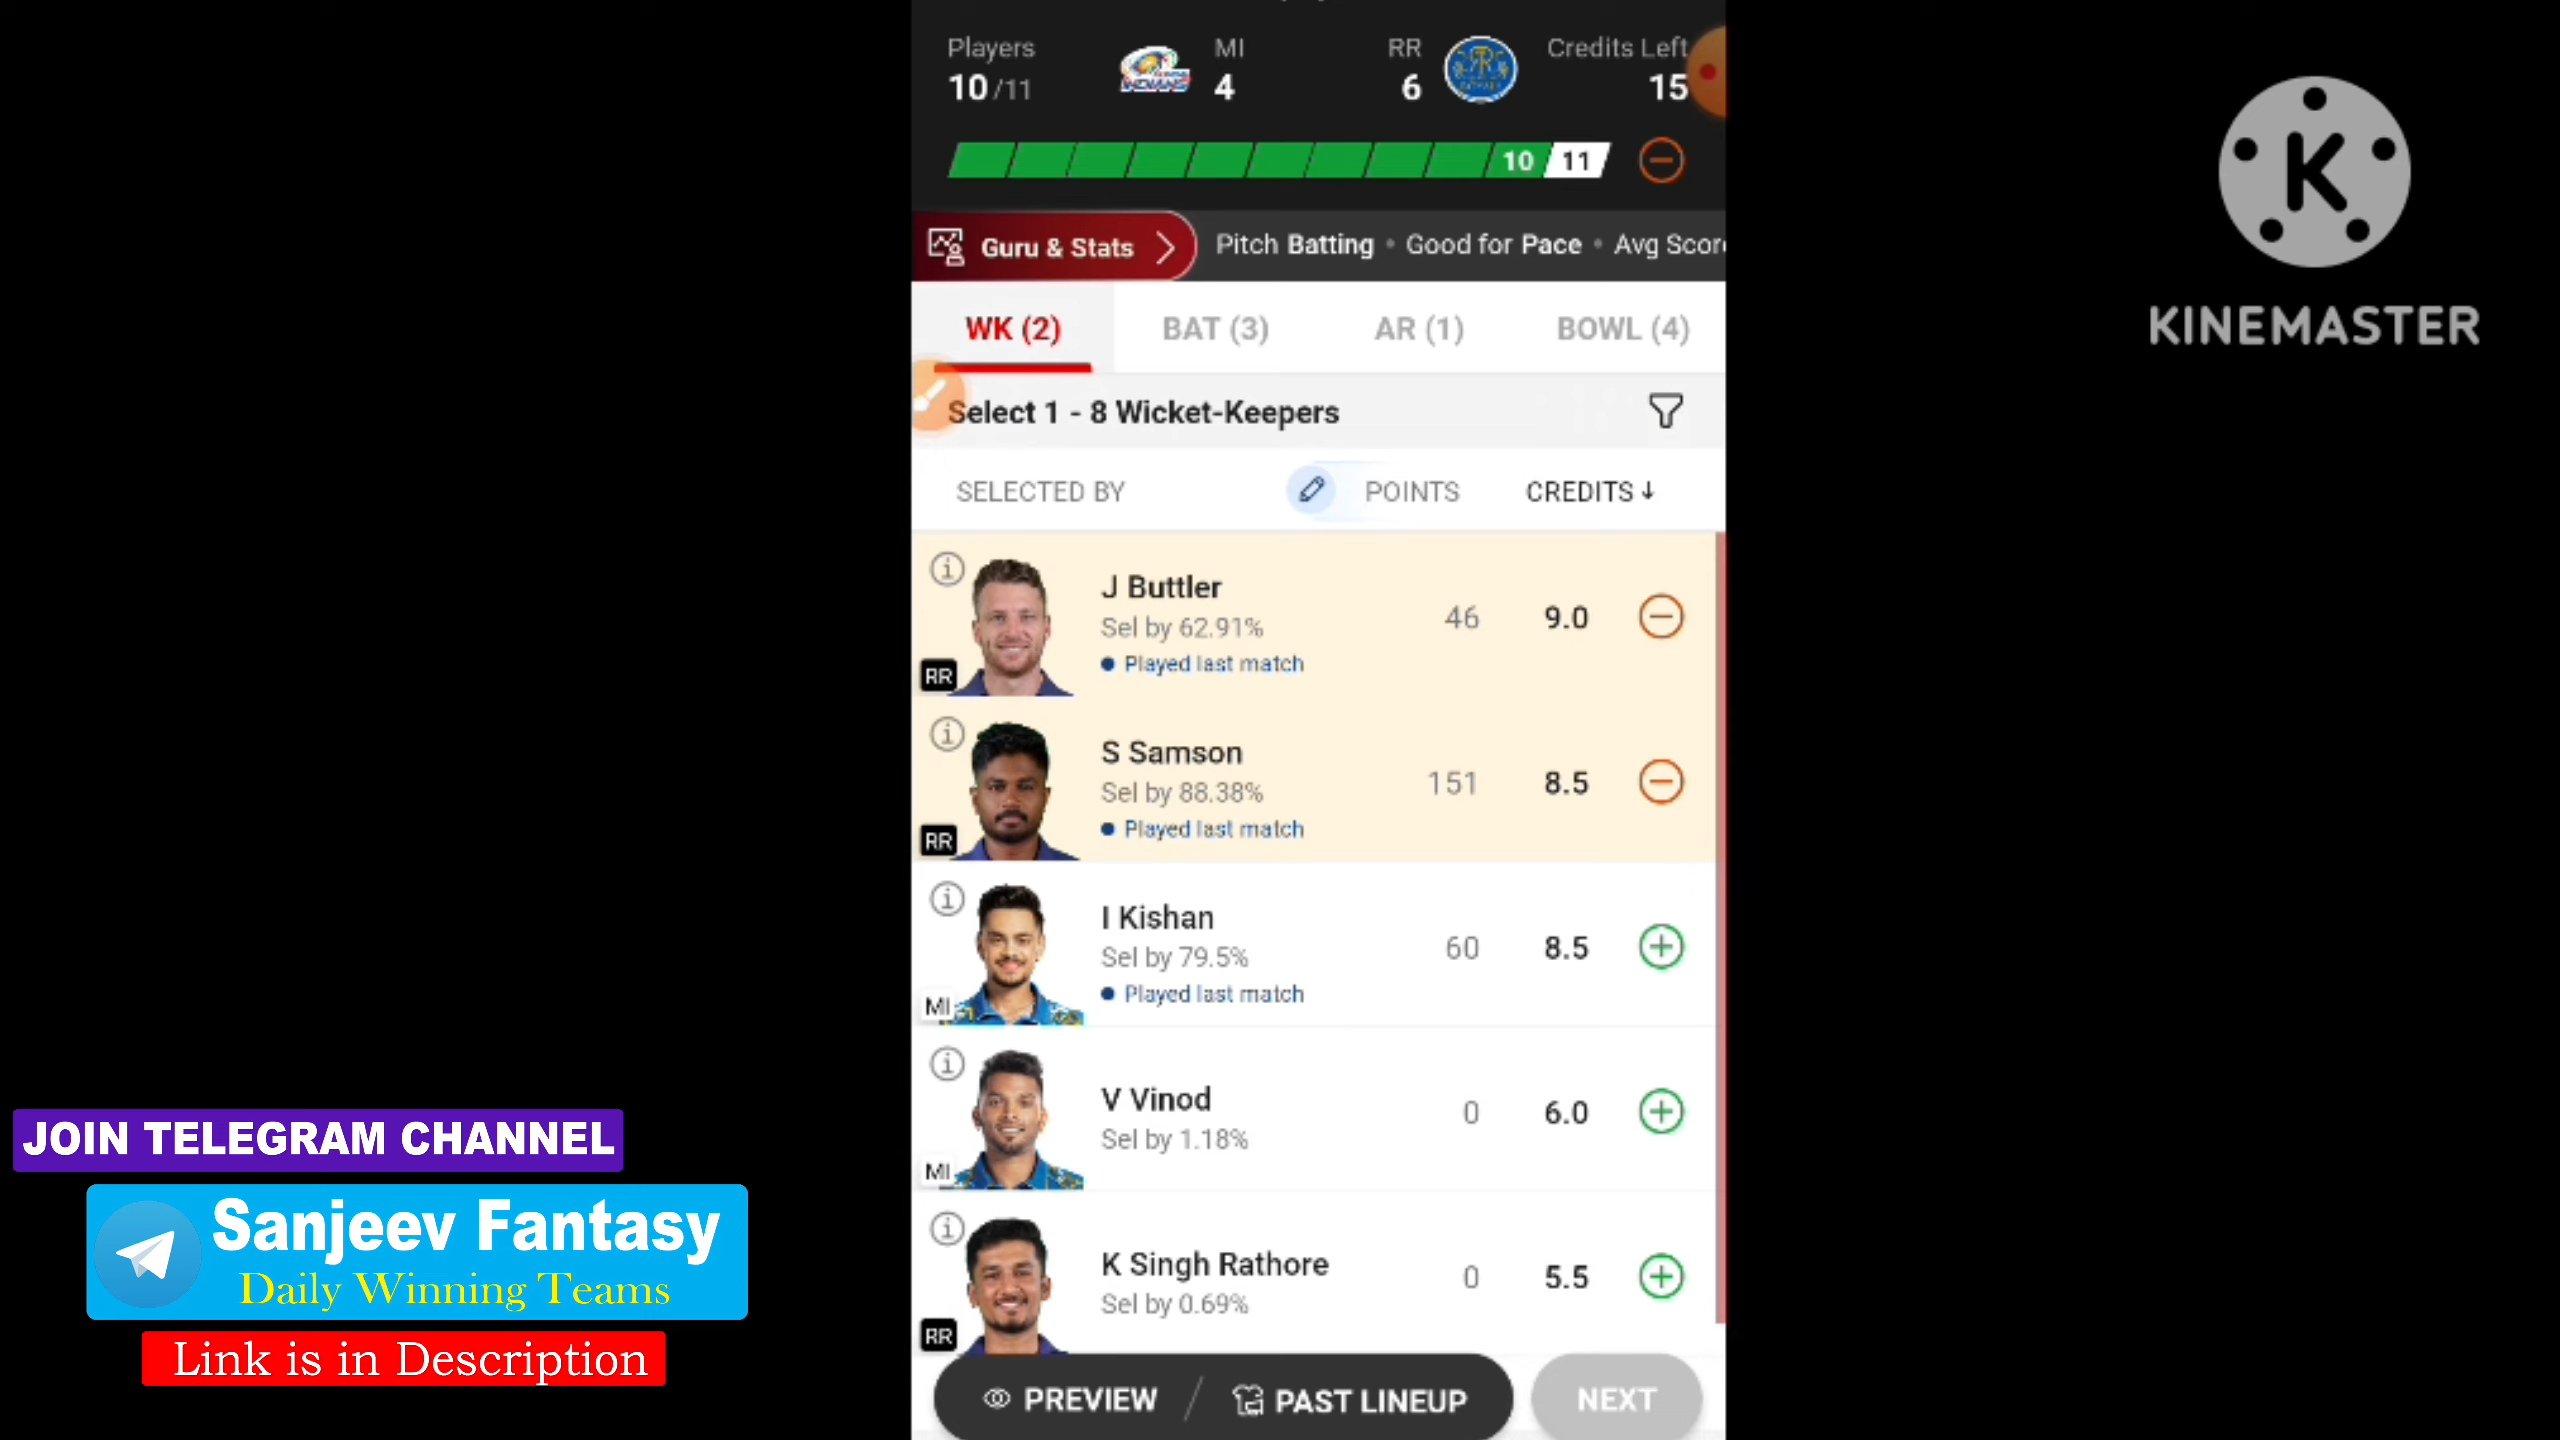 Players
10/11
MI
4
RR
6
Credits Left
15
10
11
Guru & Stats
Pitch Batting • Good for Pace • Avg Scor
WK (2)
BAT (3)
AR (1)
BOWL (4)
Select 1 - 8 Wicket-Keepers
SELECTED BY
POINTS
CREDITS↓
J Buttler
Sel by 62.91%
Played last match
46
9.0
RR
S Samson
Sel by 88.38%
Played last match
151
8.5
RR
I Kishan
Sel by 79.5%
Played last match
60
8.5
MI
V Vinod
Sel by 1.18%
0
6.0
MI
K Singh Rathore
Sel by 0.69%
0
5.5
RR
PREVIEW / PAST LINEUP
NEXT
K
KINEMASTER
JOIN TELEGRAM CHANNEL
Sanjeev Fantasy
Daily Winning Teams
Link is in Description